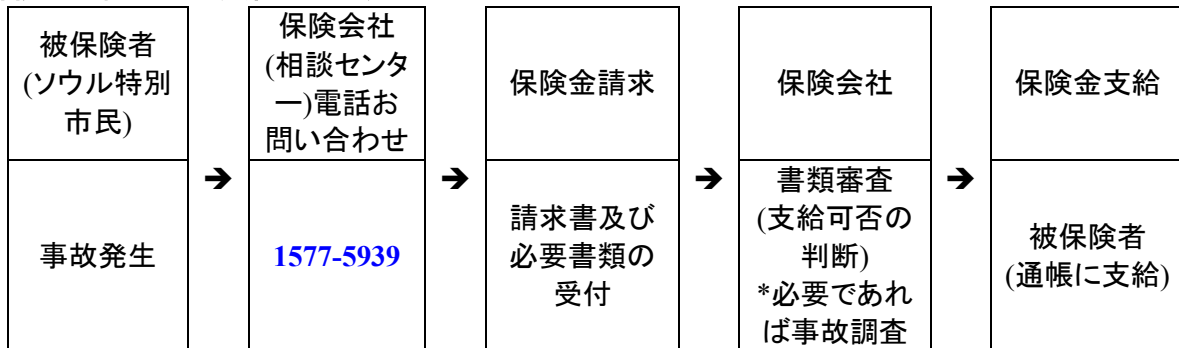 被保険者
(ソウル特別
市民)
事故発生
➔
保険会社
(相談センタ
ー)電話お
問い合わせ
1577-5939
➔
保険金請求
請求書及び
必要書類の
受付
➔
保険会社
書類審査
(支給可否の
判断)
*必要であれ
ば事故調査
➔
保険金支給
被保険者
(通帳に支給)